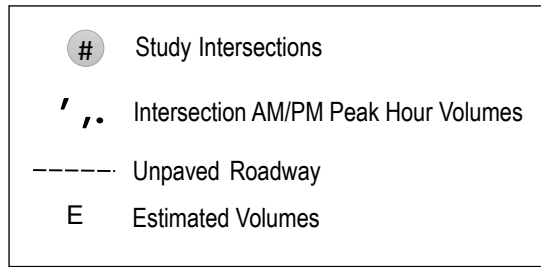 # Study Intersections
Intersection AM/PM Peak Hour Volumes
Unpaved Roadway
E Estimated Volumes